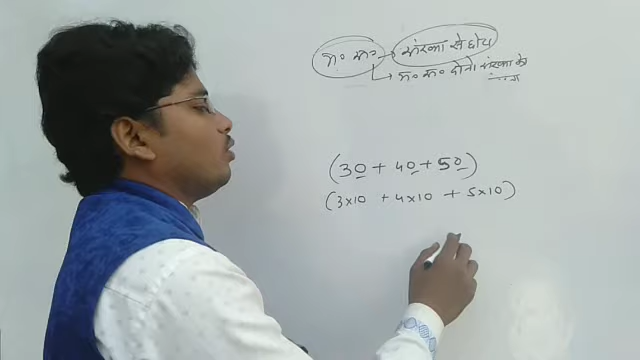 म० स० → संख्या से छोटा
→ म० स० दोनों संख्या के
(30 + 40 + 50)
(3×10 + 4×10 + 5×10)